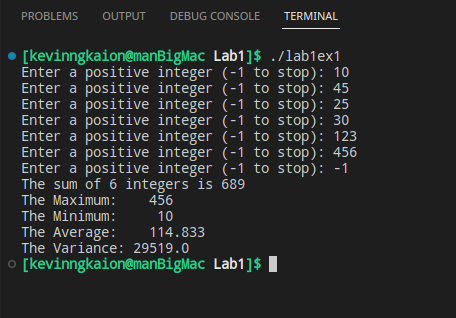 PROBLEMS OUTPUT DEBUG CONSOLE TERMINAL
[kevinngkaion@manBigMac Lab1]$ ./lab1ex1
Enter a positive integer (-1 to stop): 10
Enter a positive integer (-1 to stop): 45
Enter a positive integer (-1 to stop): 25
Enter a positive integer (-1 to stop): 30
Enter a positive integer (-1 to stop): 123
Enter a positive integer (-1 to stop): 456
Enter a positive integer (-1 to stop): -1
The sum of 6 integers is 689
The Maximum:    456
The Minimum:     10
The Average:    114.833
The Variance: 29519.0
[kevinngkaion@manBigMac Lab1]$